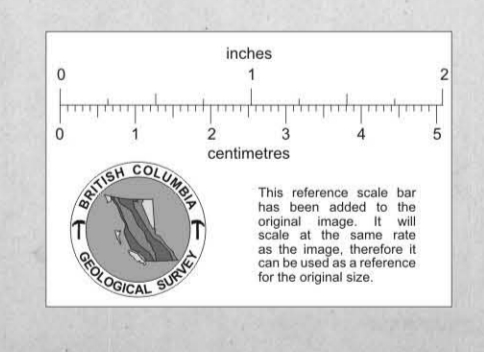 inches
0 1 2
0 1 2 3 4 5
centimetres
BRITISH COLUMBIA
GEOLOGICAL SURVEY
This reference scale bar
has been added to the
original image. It will
scale at the same rate
as the image, therefore it
can be used as a reference
for the original size.